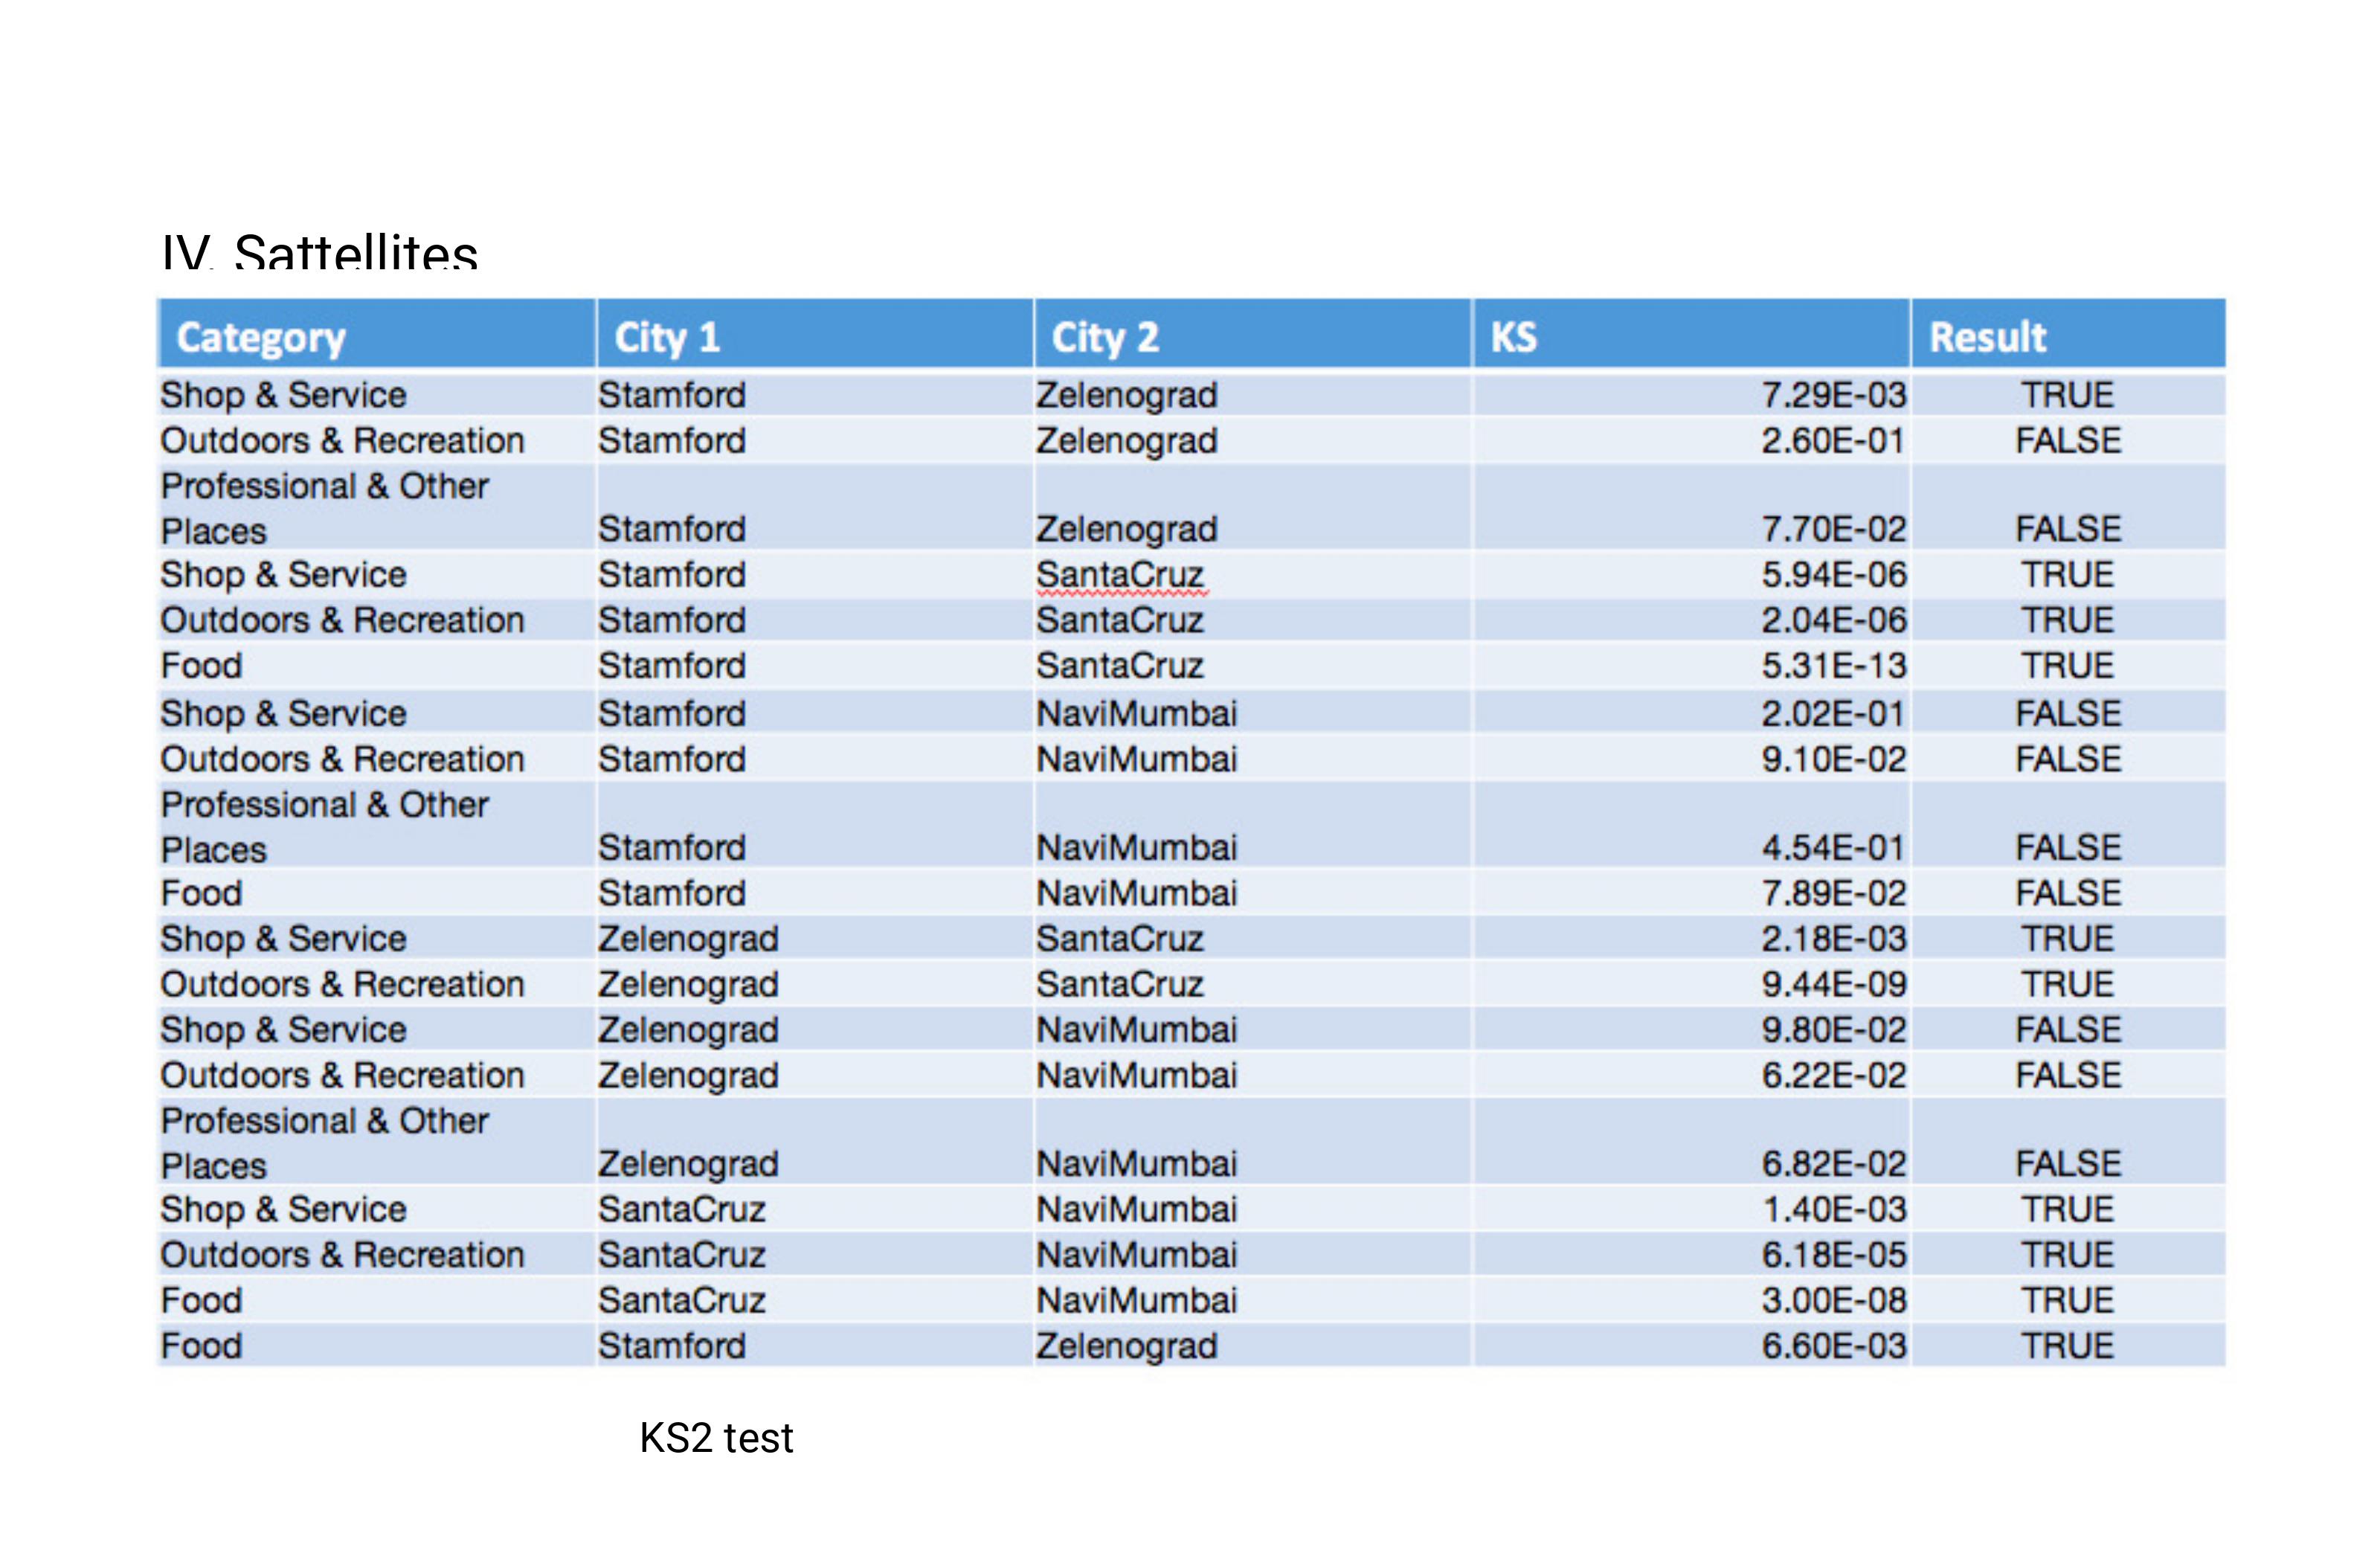 IV. Sattellites
Category City 1 City 2 KS Result
Shop & Service Stamford Zelenograd 7.29E-03 TRUE
Outdoors & Recreation Stamford Zelenograd 2.60E-01 FALSE
Professional & Other
Places Stamford Zelenograd 7.70E-02 FALSE
Shop & Service Stamford SantaCruz 5.94E-06 TRUE
Outdoors & Recreation Stamford SantaCruz 2.04E-06 TRUE
Food Stamford SantaCruz 5.31E-13 TRUE
Shop & Service Stamford NaviMumbai 2.02E-01 FALSE
Outdoors & Recreation Stamford NaviMumbai 9.10E-02 FALSE
Professional & Other
Places Stamford NaviMumbai 4.54E-01 FALSE
Food Stamford NaviMumbai 7.89E-02 FALSE
Shop & Service Zelenograd SantaCruz 2.18E-03 TRUE
Outdoors & Recreation Zelenograd SantaCruz 9.44E-09 TRUE
Shop & Service Zelenograd NaviMumbai 9.80E-02 FALSE
Outdoors & Recreation Zelenograd NaviMumbai 6.22E-02 FALSE
Professional & Other
Places Zelenograd NaviMumbai 6.82E-02 FALSE
Shop & Service SantaCruz NaviMumbai 1.40E-03 TRUE
Outdoors & Recreation SantaCruz NaviMumbai 6.18E-05 TRUE
Food SantaCruz NaviMumbai 3.00E-08 TRUE
Food Stamford Zelenograd 6.60E-03 TRUE
KS2 test